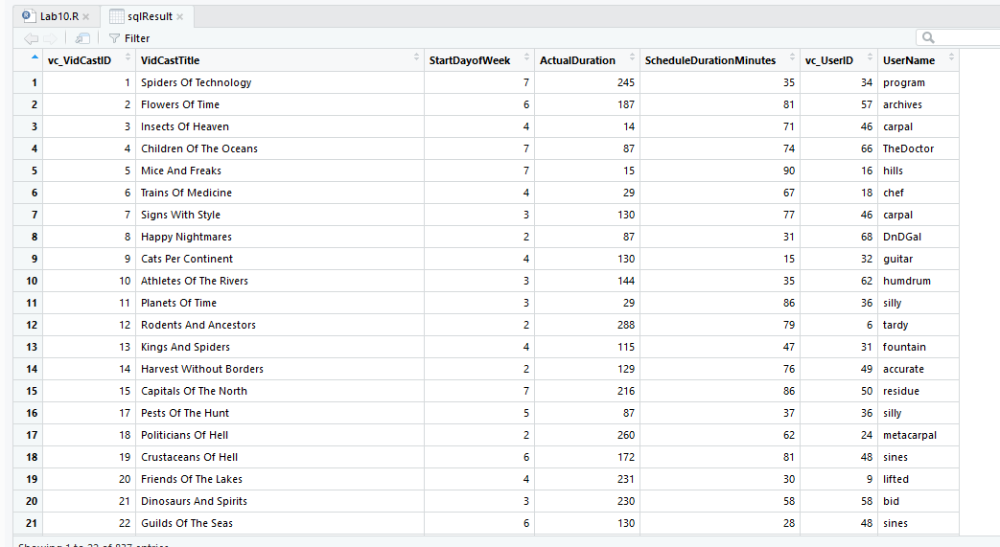 Lab10.R sqlResult
Filter
vc_VidCastID VidCastTitle StartDayofWeek ActualDuration ScheduleDurationMinutes vc_UserID UserName
1 1 Spiders Of Technology 7 245 35 34 program
2 2 Flowers Of Time 6 187 81 57 archives
3 3 Insects Of Heaven 4 14 71 46 carpal
4 4 Children Of The Oceans 7 87 74 66 TheDoctor
5 5 Mice And Freaks 7 15 90 16 hills
6 6 Trains Of Medicine 4 29 67 18 chef
7 7 Signs With Style 3 130 77 46 carpal
8 8 Happy Nightmares 2 87 31 68 DnDGal
9 9 Cats Per Continent 4 130 15 32 guitar
10 10 Athletes Of The Rivers 3 144 35 62 humdrum
11 11 Planets Of Time 3 29 86 36 silly
12 12 Rodents And Ancestors 2 288 79 6 tardy
13 13 Kings And Spiders 4 115 47 31 fountain
14 14 Harvest Without Borders 2 129 76 49 accurate
15 15 Capitals Of The North 7 216 86 50 residue
16 17 Pests Of The Hunt 5 87 37 36 silly
17 18 Politicians Of Hell 2 260 62 24 metacarpal
18 19 Crustaceans Of Hell 6 172 81 48 sines
19 20 Friends Of The Lakes 4 231 30 9 lifted
20 21 Dinosaurs And Spirits 3 230 58 58 bid
21 22 Guilds Of The Seas 6 130 28 48 sines
Showing 1 to 22 of 837 entries